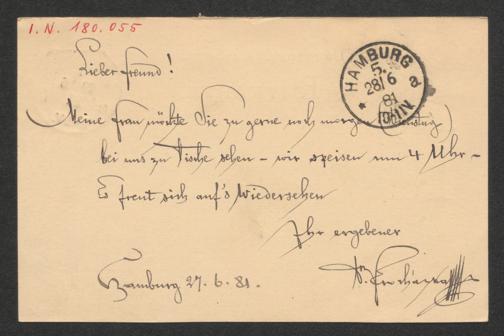 I. N. 180.055
HAMBURG
5.
28/6
81
10-11V.
a
Lieber Freund!
Meine Frau möchte Sie zu gerne noch morgen (Dienstag)
bei uns zu Tische sehen – wir speisen um 4 Uhr –
Es freut sich auf's Wiedersehen
Ihr ergebener
Hamburg 27. 6. 81.